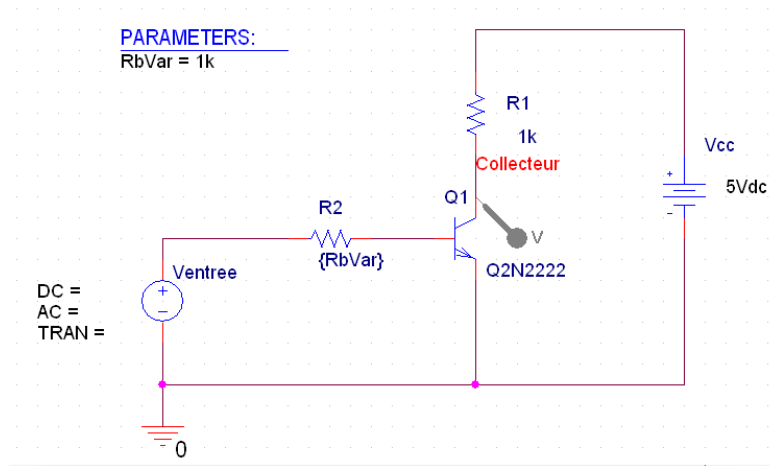 PARAMETERS:
RbVar = 1k
R1
1k
Collecteur
Vcc
+
5Vdc
-
Q1
V
Q2N2222
R2
{RbVar}
Ventree
+
-
DC =
AC =
TRAN =
0